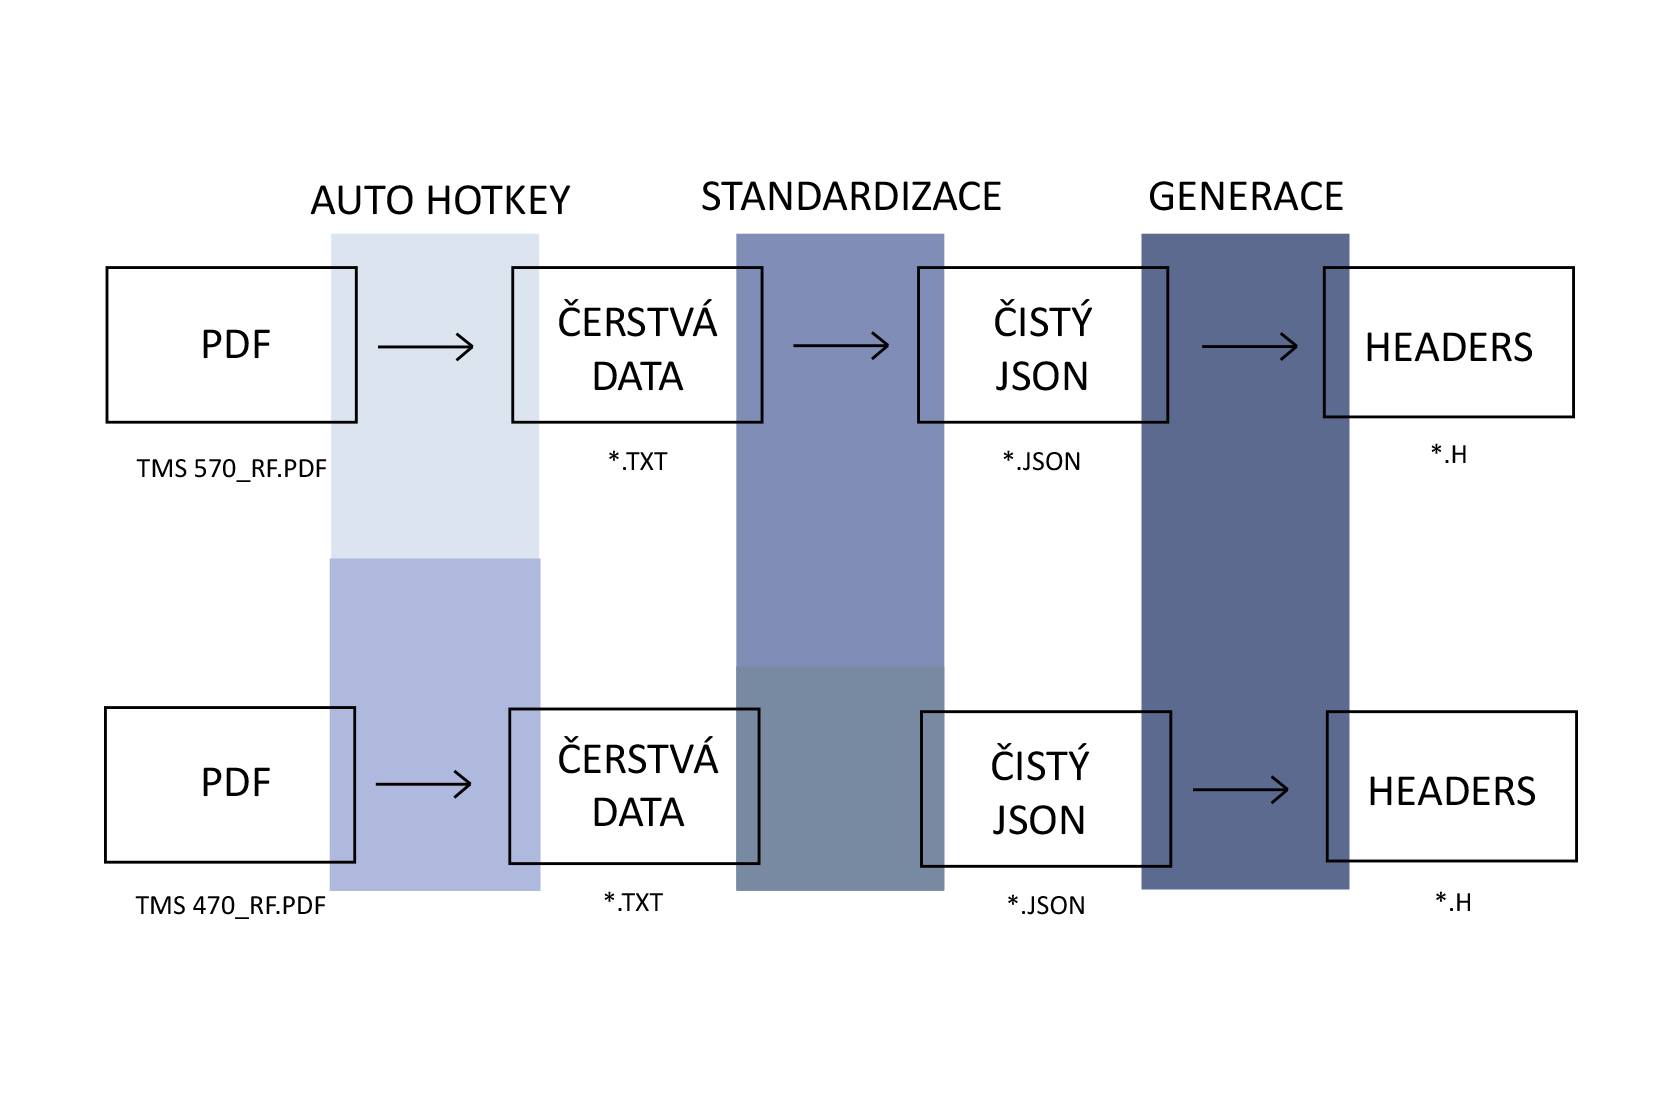 AUTO HOTKEY
STANDARDIZACE
GENERACE
PDF
ČERSTVÁ
DATA
ČISTÝ
JSON
HEADERS
TMS 570_RF.PDF
*.TXT
*.JSON
*.H
PDF
ČERSTVÁ
DATA
ČISTÝ
JSON
HEADERS
TMS 470_RF.PDF
*.TXT
*.JSON
*.H